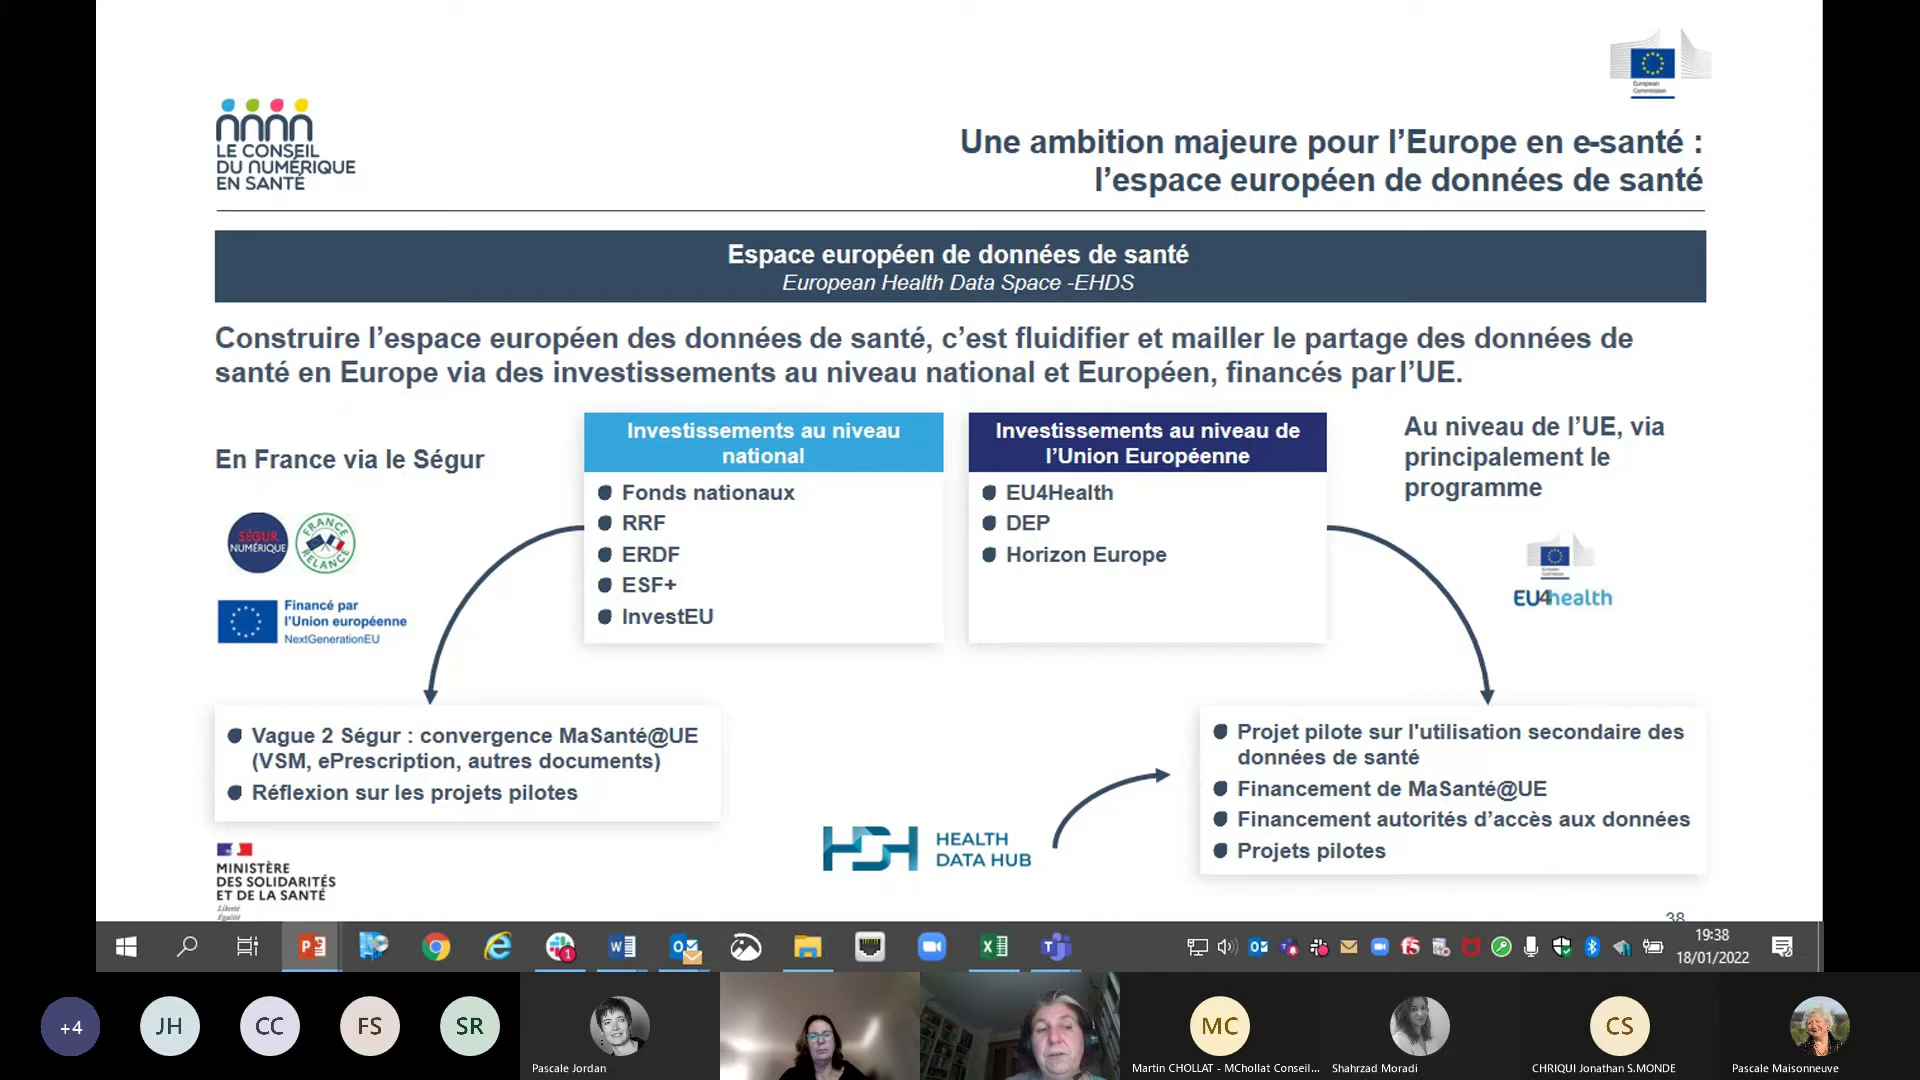 European
Commission
LE CONSEIL
DU NUMÉRIQUE
EN SANTÉ
Une ambition majeure pour l'Europe en e-santé :
l'espace européen de données de santé
Espace européen de données de santé
European Health Data Space -EHDS
Construire l'espace européen des données de santé, c'est fluidifier et mailler le partage des données de
santé en Europe via des investissements au niveau national et Européen, financés par l'UE.
En France via le Ségur
SÉGUR
NUMÉRIQUE
FRANCE
RELANCE
Financé par
l'Union européenne
NextGenerationEU
Investissements au niveau
national
Fonds nationaux
RRF
ERDF
ESF+
InvestEU
Investissements au niveau de
l'Union Européenne
EU4Health
DEP
Horizon Europe
Au niveau de l'UE, via
principalement le
programme
EU4health
Vague 2 Ségur : convergence MaSanté@UE
(VSM, ePrescription, autres documents)
Réflexion sur les projets pilotes
Projet pilote sur l'utilisation secondaire des
données de santé
Financement de MaSanté@UE
Financement autorités d'accès aux données
Projets pilotes
HEALTH
DATA HUB
MINISTÈRE
DES SOLIDARITÉS
ET DE LA SANTÉ
Liberté
Égalité
38
19:38
18/01/2022
+4
JH
CC
FS
SR
Pascale Jordan
MC
Martin CHOLLAT - MChollat Conseil...
Shahrzad Moradi
CS
CHRIQUI Jonathan S.MONDE
Pascale Maisonneuve